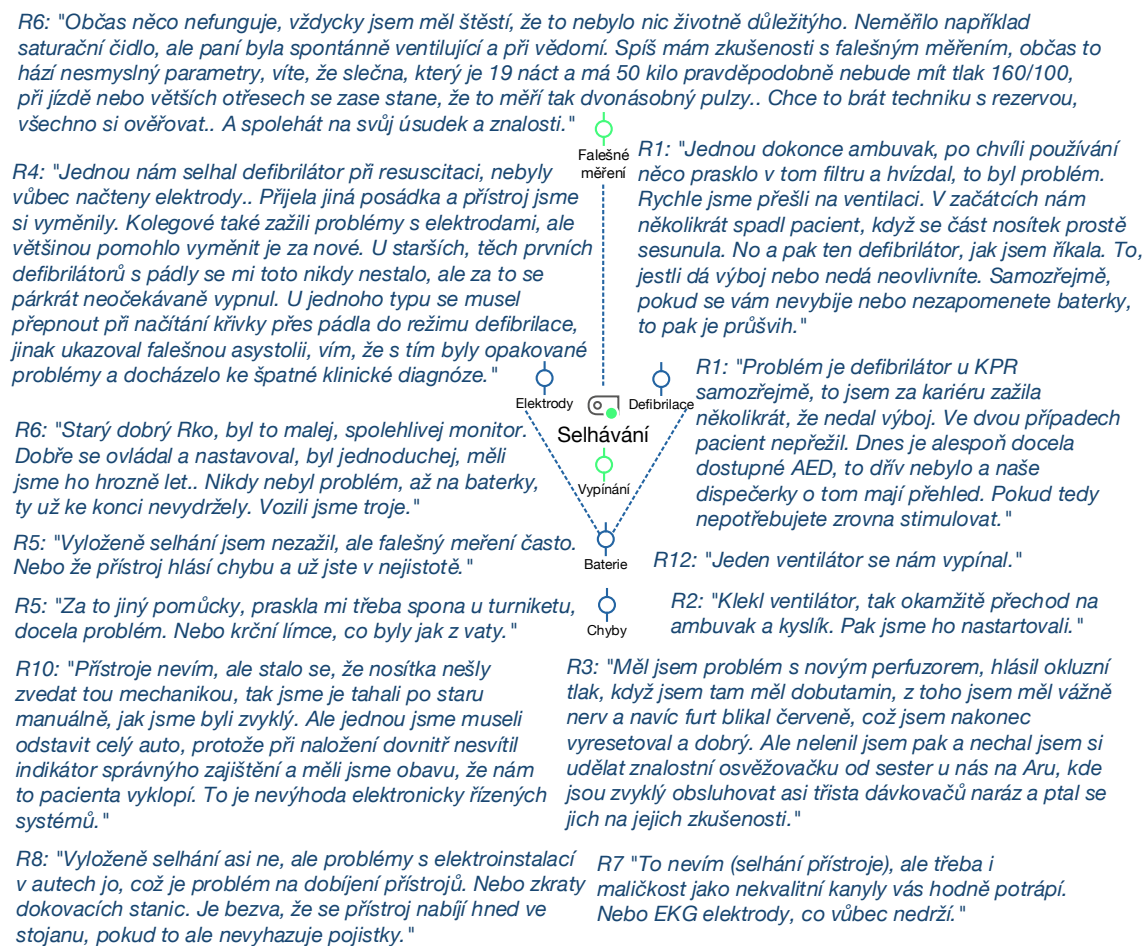 R6: "Občas něco nefunguje, vždycky jsem měl štěstí, že to nebylo nic životně důležitýho. Neměřilo například
saturační čidlo, ale paní byla spontánně ventilující a při vědomí. Spíš mám zkušenosti s falešným měřením, občas to
hází nesmyslný parametry, víte, že slečna, který je 19 náct a má 50 kilo pravděpodobně nebude mít tlak 160/100,
při jízdě nebo větších otřesech se zase stane, že to měří tak dvonásobný pulzy.. Chce to brát techniku s rezervou,
všechno si ověřovat.. A spolehát na svůj úsudek a znalosti."
Falešné
měření
R4: "Jednou nám selhal defibrilátor při resuscitaci, nebyly
vůbec načteny elektrody.. Přijela jiná posádka a přístroj jsme
si vyměnily. Kolegové také zažili problémy s elektrodami, ale
většinou pomohlo vyměnit je za nové. U starších, těch prvních
defibrilátorů s pádly se mi toto nikdy nestalo, ale za to se
párkrát neočekávaně vypnul. U jednoho typu se musel
přepnout při načítání křivky přes pádla do režimu defibrilace,
jinak ukazoval falešnou asystolii, vím, že s tím byly opakované
problémy a docházelo ke špatné klinické diagnóze."
R1: "Jednou dokonce ambuvak, po chvíli používání
něco prasklo v tom filtru a hvízdal, to byl problém.
Rychle jsme přešli na ventilaci. V začátcích nám
několikrát spadl pacient, když se část nosítek prostě
sesunula. No a pak ten defibrilátor, jak jsem říkala. To,
jestli dá výboj nebo nedá neovlivníte. Samozřejmě,
pokud se vám nevybije nebo nezapomenete baterky,
to pak je průšvih."
Elektrody
Defibrilace
Selhávání
Vypínání
Baterie
Chyby
R1: "Problém je defibrilátor u KPR
samozřejmě, to jsem za kariéru zažila
několikrát, že nedal výboj. Ve dvou případech
pacient nepřežil. Dnes je alespoň docela
dostupné AED, to dřív nebylo a naše
dispečerky o tom mají přehled. Pokud tedy
nepotřebujete zrovna stimulovat."
R6: "Starý dobrý Rko, byl to malej, spolehlivej monitor.
Dobře se ovládal a nastavoval, byl jednoduchej, měli
jsme ho hrozně let.. Nikdy nebyl problém, až na baterky,
ty už ke konci nevydržely. Vozili jsme troje."
R5: "Vyloženě selhání jsem nezažil, ale falešný meření často.
Nebo že přístroj hlásí chybu a už jste v nejistotě."
R12: "Jeden ventilátor se nám vypínal."
R5: "Za to jiný pomůcky, praskla mi třeba spona u turniketu,
docela problém. Nebo krční límce, co byly jak z vaty."
R2: "Klekl ventilátor, tak okamžitě přechod na
ambuvak a kyslík. Pak jsme ho nastartovali."
R10: "Přístroje nevím, ale stalo se, že nosítka nešly
zvedat tou mechanikou, tak jsme je tahali po staru
manuálně, jak jsme byli zvyklý. Ale jednou jsme museli
odstavit celý auto, protože při naložení dovnitř nesvítil
indikátor správnýho zajištění a měli jsme obavu, že nám
to pacienta vyklopí. To je nevýhoda elektronicky řízených
systémů."
R3: "Měl jsem problém s novým perfuzorem, hlásil okluzní
tlak, když jsem tam měl dobutamin, z toho jsem měl vážně
nerv a navíc furt blikal červeně, což jsem nakonec
vyresetoval a dobrý. Ale nelenil jsem pak a nechal jsem si
udělat znalostní osvěžovačku od sester u nás na Aru, kde
jsou zvyklý obsluhovat asi třista dávkovačů naráz a ptal se
jich na jejich zkušenosti."
R8: "Vyloženě selhání asi ne, ale problémy s elektroinstalací
v autech jo, což je problém na dobíjení přístrojů. Nebo zkraty
dokovacích stanic. Je bezva, že se přístroj nabíjí hned ve
stojanu, pokud to ale nevyhazuje pojistky."
R7 "To nevím (selhání přístroje), ale třeba i
maličkost jako nekvalitní kanyly vás hodně potrápí.
Nebo EKG elektrody, co vůbec nedrží."